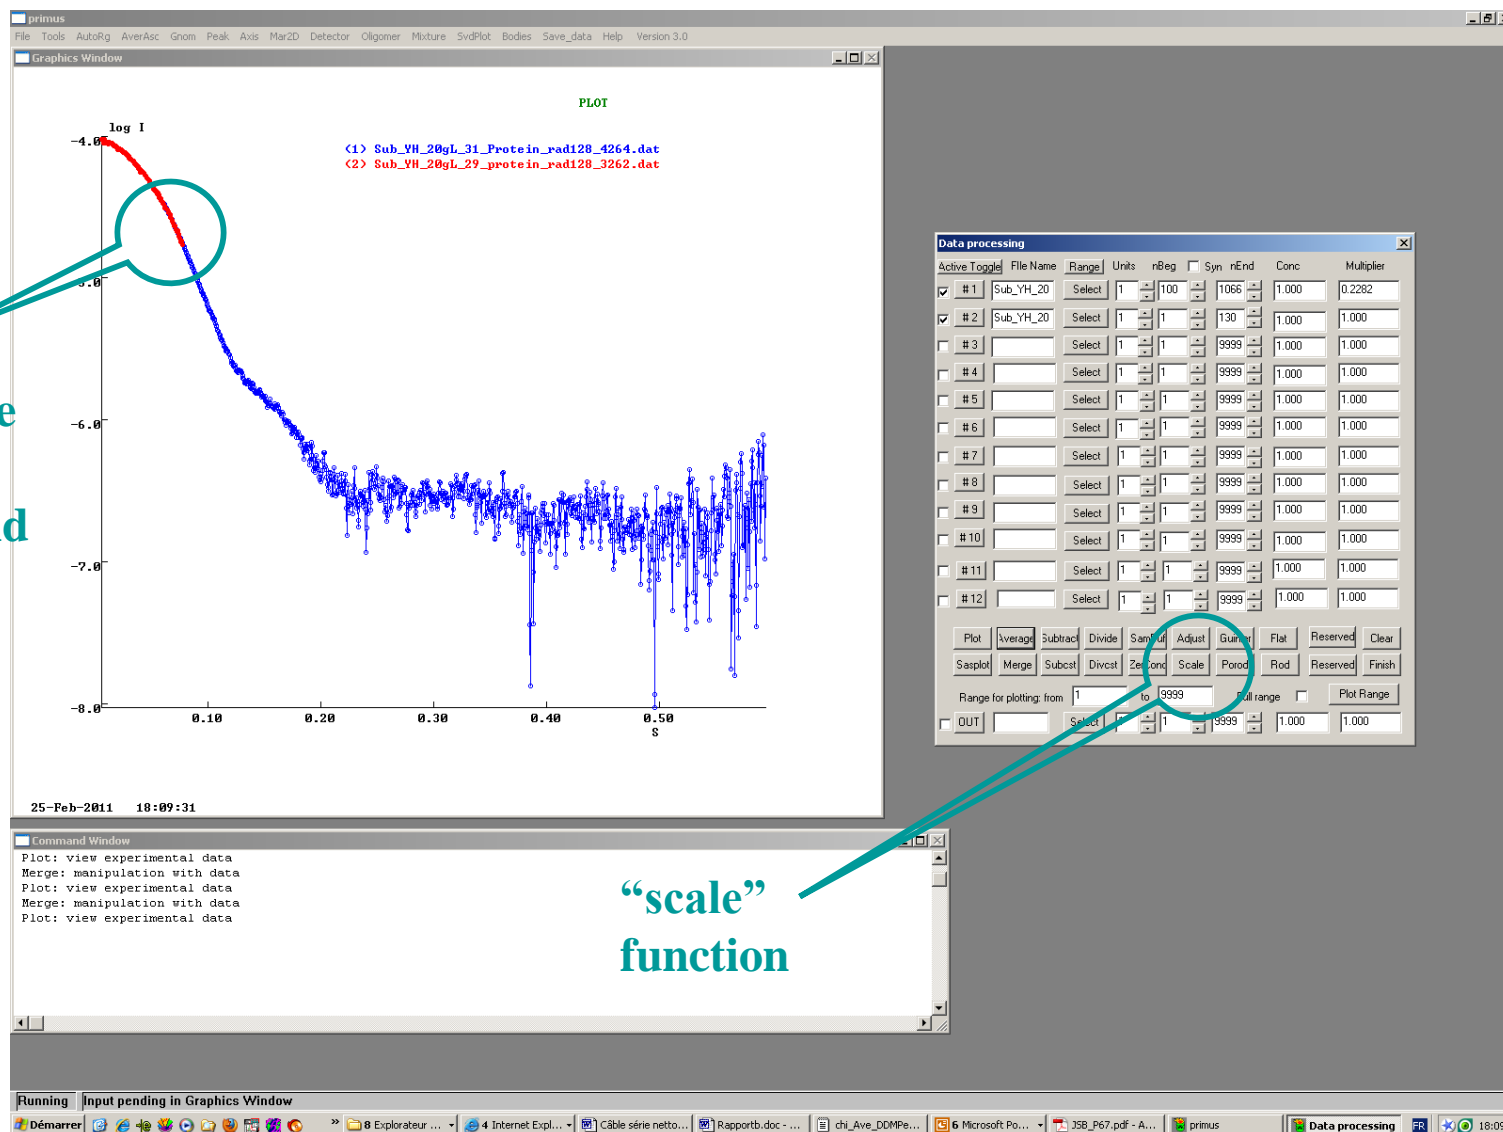 primus
File Tools AutoRg AverAsc Gnom Peak Axis Mar2D Detector Oligomer Mixture SvdPlot Bodies Save_data Help Version 3.0
Graphics Window
PLOT
log I
(1) Sub_YH_20gL_31_Protein_rad128_4264.dat
(2) Sub_YH_20gL_29_protein_rad128_3262.dat
-4.0
-6.0
-7.0
-8.0
0.10 0.20 0.30 0.40 0.50
S
25-Feb-2011 18:09:31
e
d
Data processing
Active Toggle FIle Name Range Units nBeg Syn nEnd Conc Multiplier
#1 Sub_YH_20 Select 1 100 1066 1.000 0.2282
#2 Sub_YH_20 Select 1 1 130 1.000 1.000
#3 Select 1 1 9999 1.000 1.000
#4 Select 1 1 9999 1.000 1.000
#5 Select 1 1 9999 1.000 1.000
#6 Select 1 1 9999 1.000 1.000
#7 Select 1 1 9999 1.000 1.000
#8 Select 1 1 9999 1.000 1.000
#9 Select 1 1 9999 1.000 1.000
#10 Select 1 1 9999 1.000 1.000
#11 Select 1 1 9999 1.000 1.000
#12 Select 1 1 9999 1.000 1.000
Plot Average Subtract Divide Adjust Guinier Flat Reserved Clear
Sasplot Merge Subcst Divcst Scale Porod Rod Reserved Finish
Range for plotting: from 1 to 9999 Full range Plot Range
OUT Select 1 9999 1.000 1.000
Command Window
Plot: view experimental data
Merge: manipulation with data
Plot: view experimental data
Merge: manipulation with data
Plot: view experimental data
“scale”
function
Running Input pending in Graphics Window
Démarrer » 8 Explorateur ... 4 Internet Expl... Câble série netto... Rapportb.doc - ... chi_Ave_DDMPe... 6 Microsoft Po... JSB_P67.pdf - A... primus Data processing FR 18:09